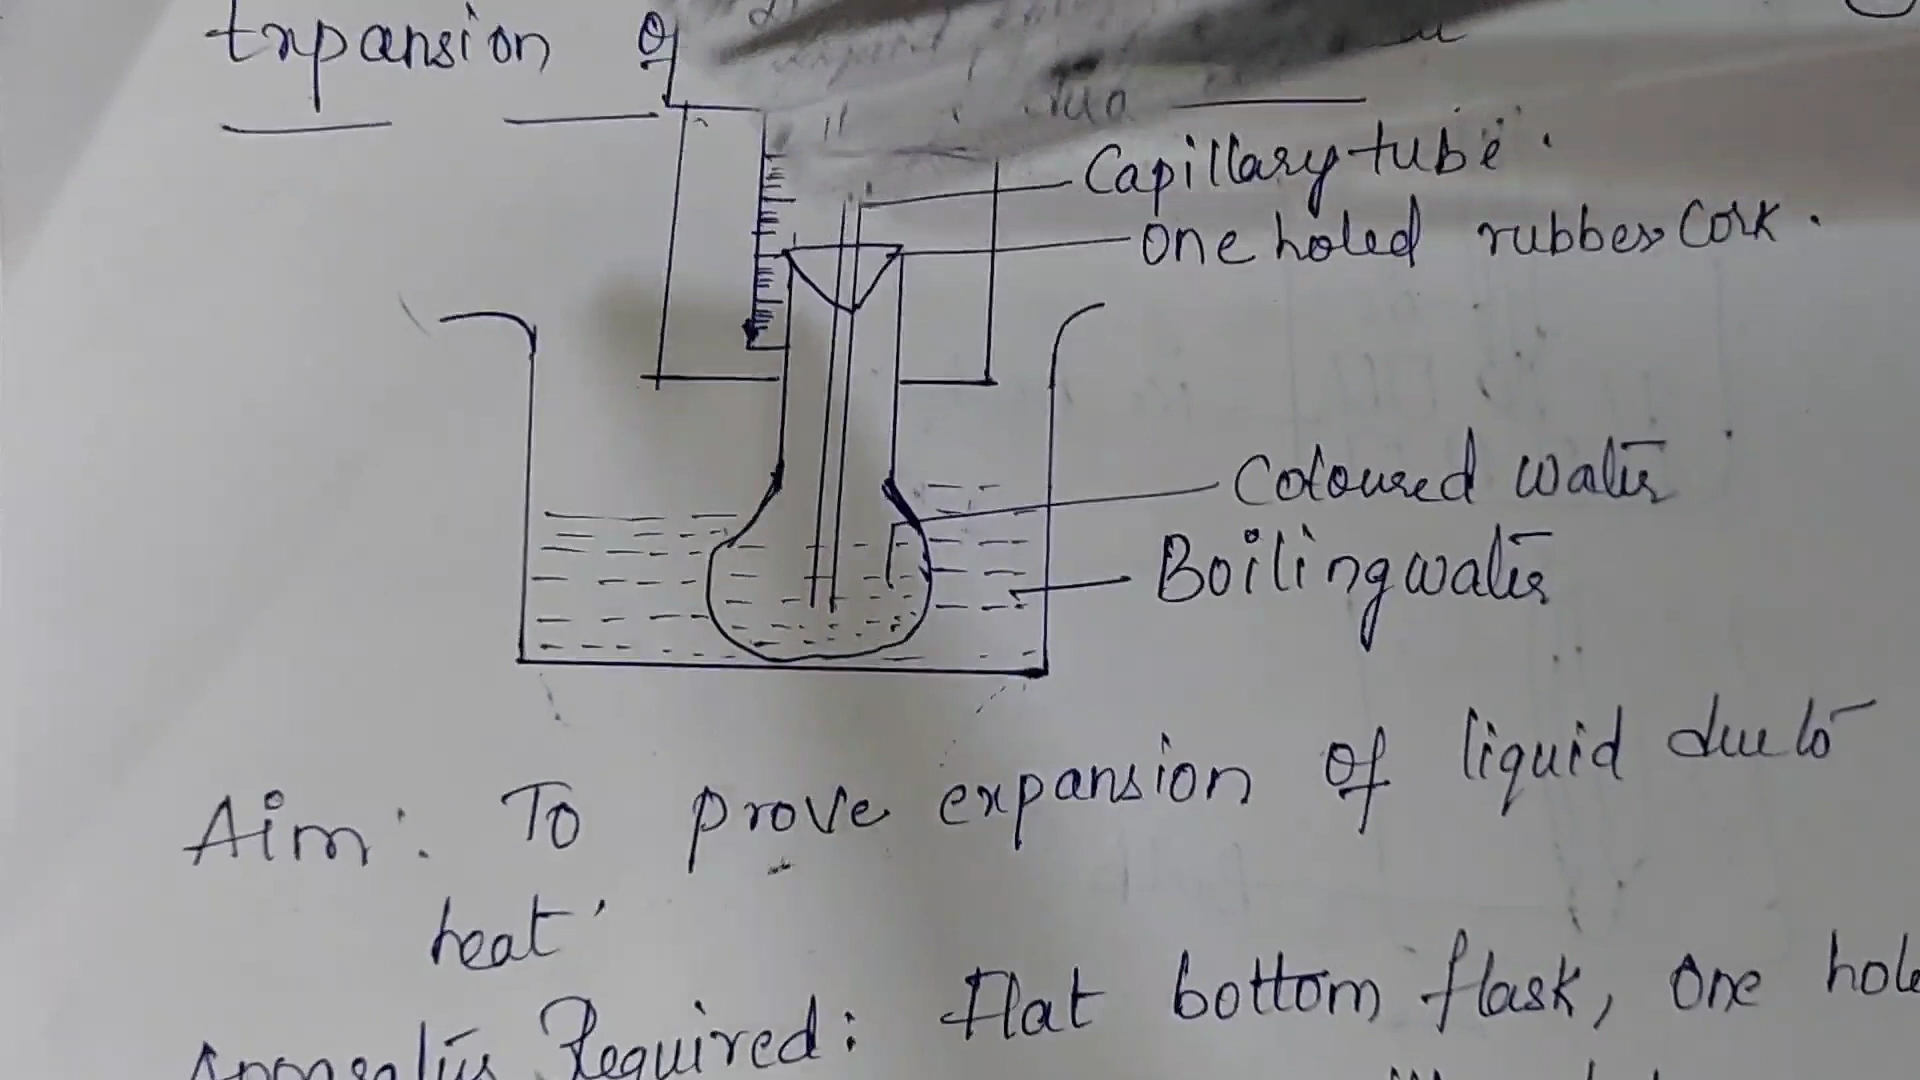 Expansion of
Capillary tube.
One holed rubber Cork.
Coloured water
Boiling water
Aim: To prove expansion of liquid due to
heat.
Apparatus Required: Flat bottom flask, One hole